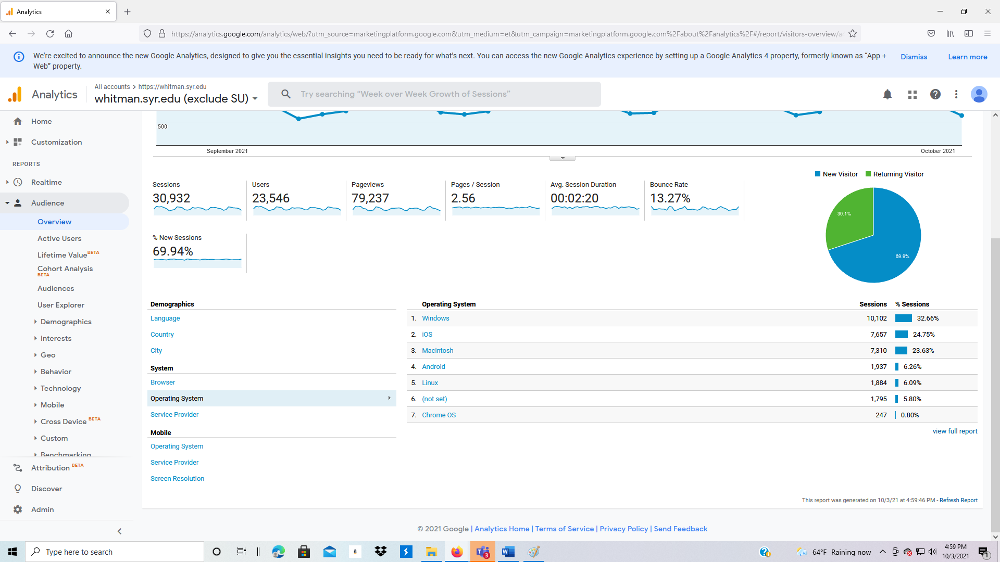 Analytics
https://analytics.google.com/analytics/web/?utm_source=marketingplatform.google.com&utm_medium=et&utm_campaign=marketingplatform.google.com%2Fabout%2Fanalytics%2F#/report/visitors-overview/a
We're excited to announce the new Google Analytics, designed to give you the essential insights you need to be ready for what's next. You can access the new Google Analytics experience by setting up a Google Analytics 4 property, formerly known as “App +
Web” property.
Dismiss
Learn more
Analytics
All accounts > https://whitman.syr.edu
whitman.syr.edu (exclude SU)
Try searching “Week over Week Growth of Sessions”
Home
Customization
REPORTS
Realtime
Audience
Overview
Active Users
Lifetime Value BETA
Cohort Analysis
BETA
Audiences
User Explorer
Demographics
Interests
Geo
Behavior
Technology
Mobile
Cross Device BETA
Custom
Benchmarking
Attribution BETA
Discover
Admin
500
September 2021
October 2021
Sessions
30,932
Users
23,546
Pageviews
79,237
Pages / Session
2.56
Avg. Session Duration
00:02:20
Bounce Rate
13.27%
% New Sessions
69.94%
New Visitor
Returning Visitor
30.1%
69.9%
Demographics
Language
Country
City
System
Browser
Operating System
Service Provider
Mobile
Operating System
Service Provider
Screen Resolution
Operating System Sessions % Sessions
1. Windows 10,102 32.66%
2. iOS 7,657 24.75%
3. Macintosh 7,310 23.63%
4. Android 1,937 6.26%
5. Linux 1,884 6.09%
6. (not set) 1,795 5.80%
7. Chrome OS 247 0.80%
view full report
This report was generated on 10/3/21 at 4:59:46 PM - Refresh Report
© 2021 Google | Analytics Home | Terms of Service | Privacy Policy | Send Feedback
Type here to search
a
3
64°F Raining now
4:59 PM
10/3/2021
1